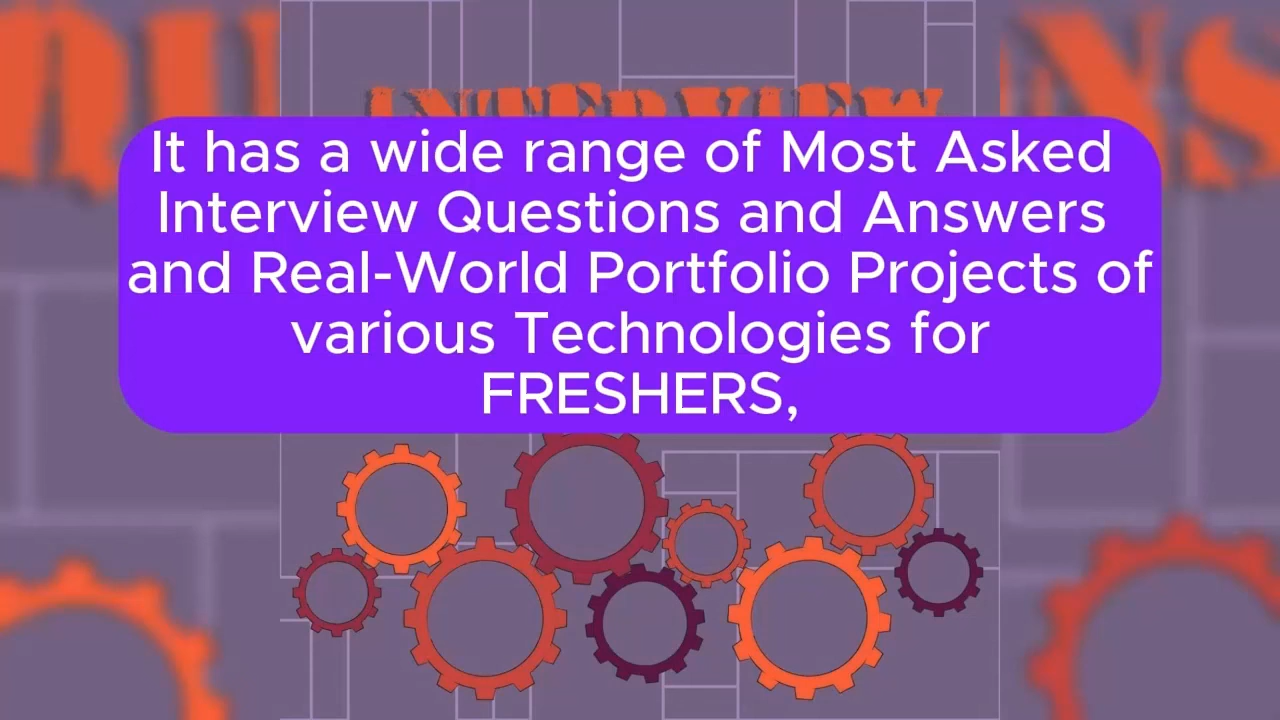 INTERVIEW
It has a wide range of Most Asked
Interview Questions and Answers
and Real-World Portfolio Projects of
various Technologies for
FRESHERS,